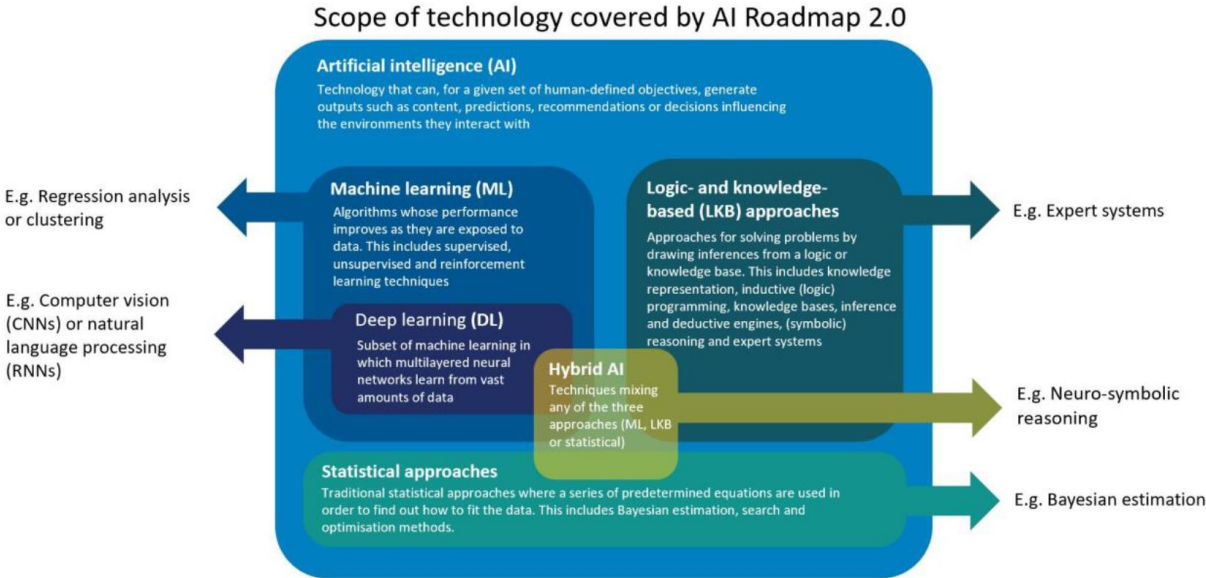 Scope of technology covered by AI Roadmap 2.0
Artificial intelligence (AI)
Technology that can, for a given set of human-defined objectives, generate
outputs such as content, predictions, recommendations or decisions influencing
the environments they interact with
E.g. Regression analysis
or clustering
Machine learning (ML)
Algorithms whose performance
improves as they are exposed to
data. This includes supervised,
unsupervised and reinforcement
learning techniques
Logic- and knowledge-
based (LKB) approaches
Approaches for solving problems by
drawing inferences from a logic or
knowledge base. This includes knowledge
representation, inductive (logic)
programming, knowledge bases, inference
and deductive engines, (symbolic)
reasoning and expert systems
E.g. Expert systems
E.g. Computer vision
(CNNs) or natural
language processing
(RNNs)
Deep learning (DL)
Subset of machine learning in
which multilayered neural
networks learn from vast
amounts of data
Hybrid AI
Techniques mixing
any of the three
approaches (ML, LKB
or statistical)
E.g. Neuro-symbolic
reasoning
Statistical approaches
Traditional statistical approaches where a series of predetermined equations are used in
order to find out how to fit the data. This includes Bayesian estimation, search and
optimisation methods.
E.g. Bayesian estimation